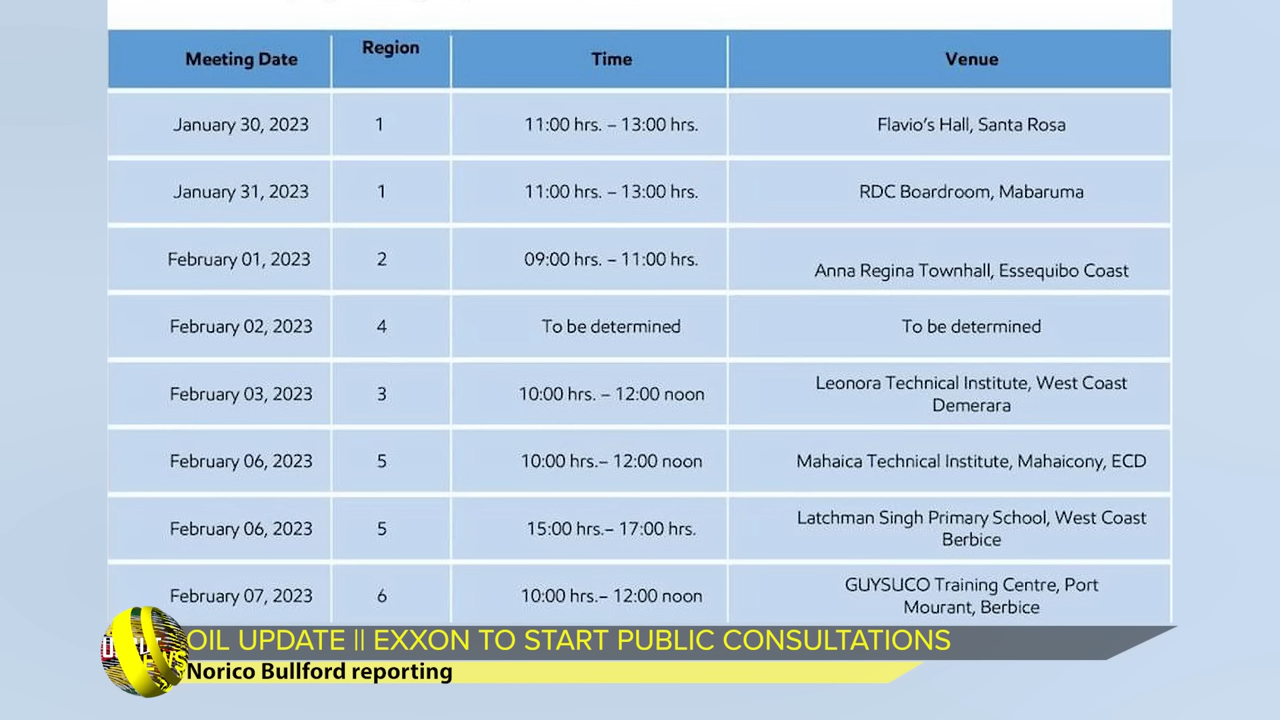 Meeting Date Region Time Venue
January 30, 2023 1 11:00 hrs. – 13:00 hrs. Flavio's Hall, Santa Rosa
January 31, 2023 1 11:00 hrs. – 13:00 hrs. RDC Boardroom, Mabaruma
February 01, 2023 2 09:00 hrs. – 11:00 hrs. Anna Regina Townhall, Essequibo Coast
February 02, 2023 4 To be determined To be determined
February 03, 2023 3 10:00 hrs. – 12:00 noon Leonora Technical Institute, West Coast
Demerara
February 06, 2023 5 10:00 hrs.– 12:00 noon Mahaica Technical Institute, Mahaicony, ECD
February 06, 2023 5 15:00 hrs.– 17:00 hrs. Latchman Singh Primary School, West Coast
Berbice
February 07, 2023 6 10:00 hrs.– 12:00 noon GUYSUCO Training Centre, Port
Mourant, Berbice
OIL UPDATE || EXXON TO START PUBLIC CONSULTATIONS
Norico Bullford reporting